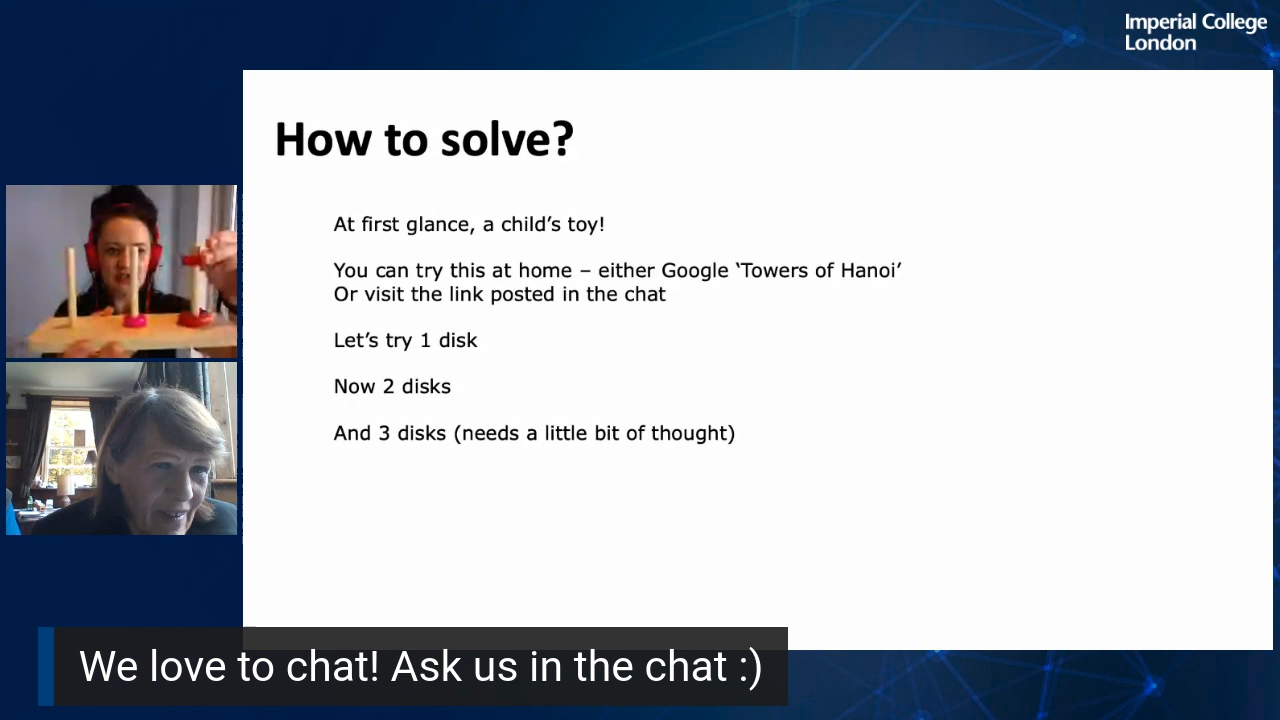 Imperial College
London
How to solve?
At first glance, a child's toy!
You can try this at home – either Google ‘Towers of Hanoi’
Or visit the link posted in the chat
Let's try 1 disk
Now 2 disks
And 3 disks (needs a little bit of thought)
We love to chat! Ask us in the chat :)